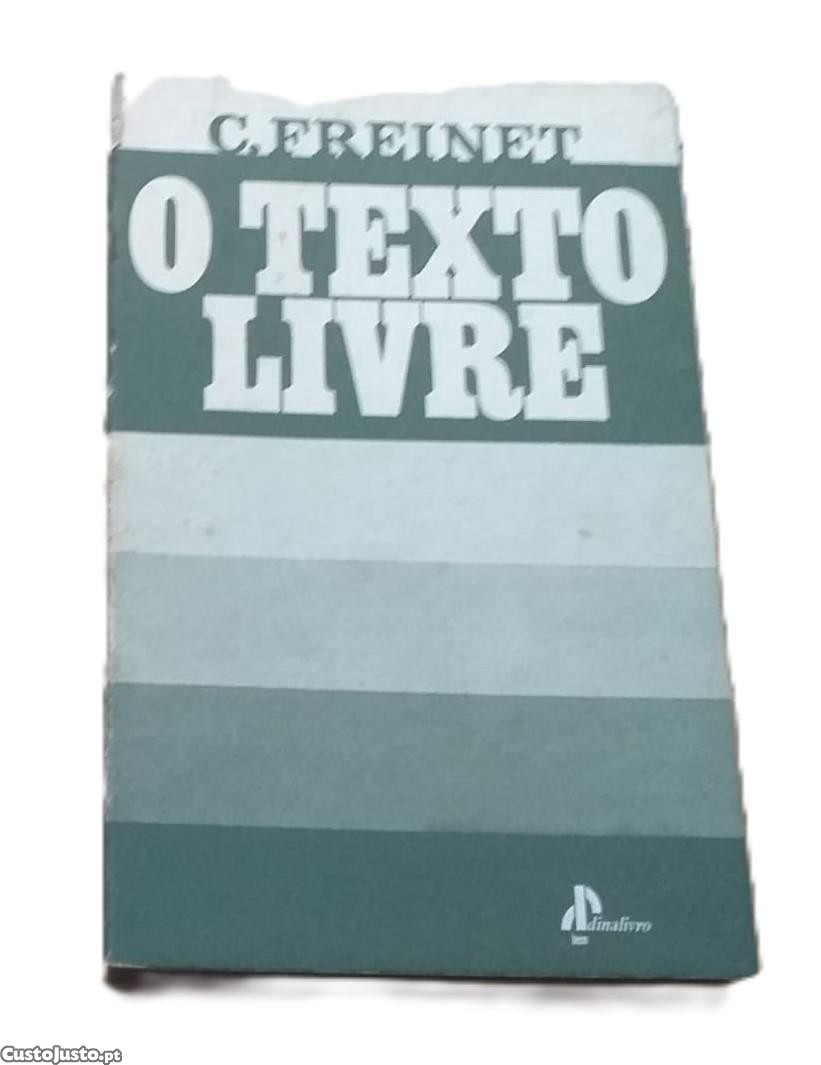 C. FREINET
O TEXTO
LIVRE
dinalivro
CustoJusto.pt